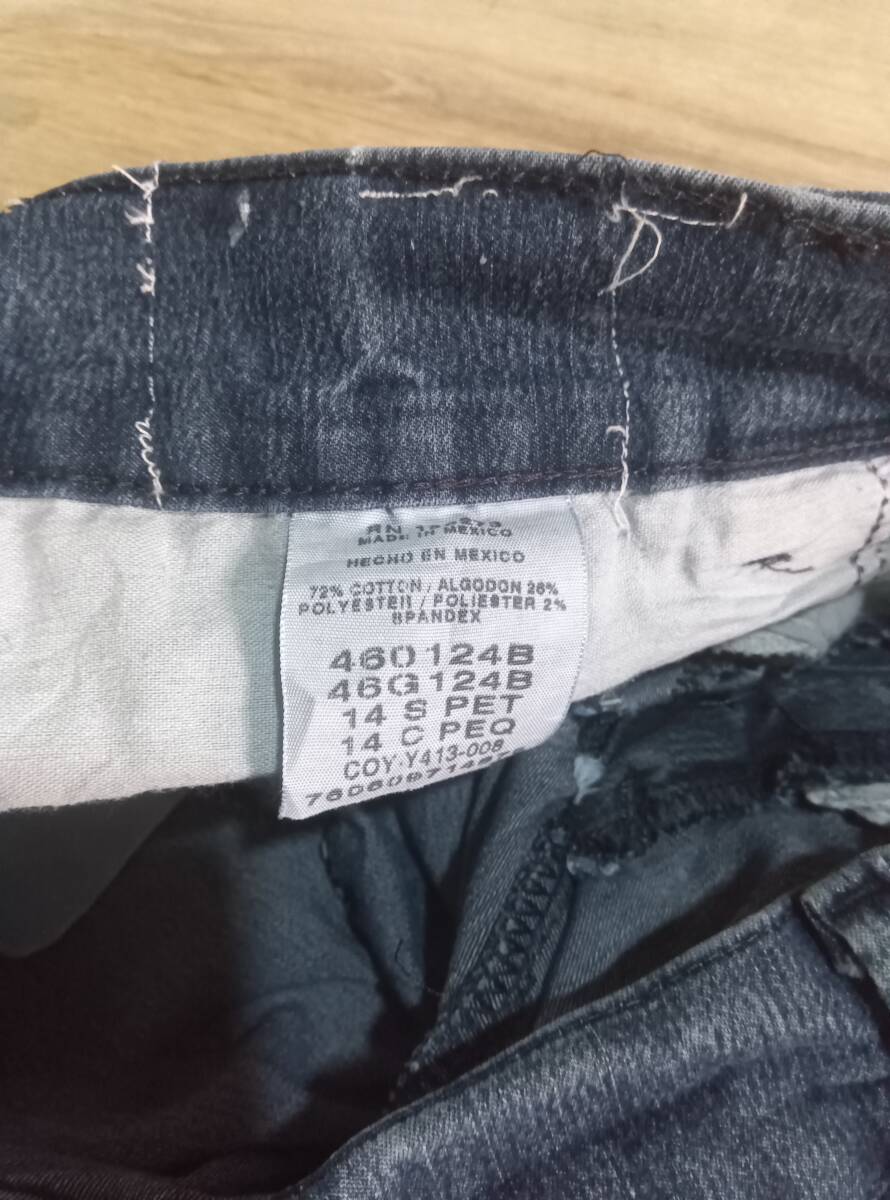 RN
MADE IN MEXICO
HECHO EN MEXICO
72% COTTON / ALGODON 26%
POLYESTER / POLIESTER 2%
SPANDEX
460124B
46G124B
14 S PET
14 C PEQ
COY-Y413-008